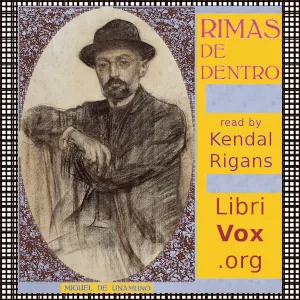 RIMAS
DE
DENTRO
read by
Kendal
Rigans
Libri
Vox
.org
MIGUEL DE UNAMUNO